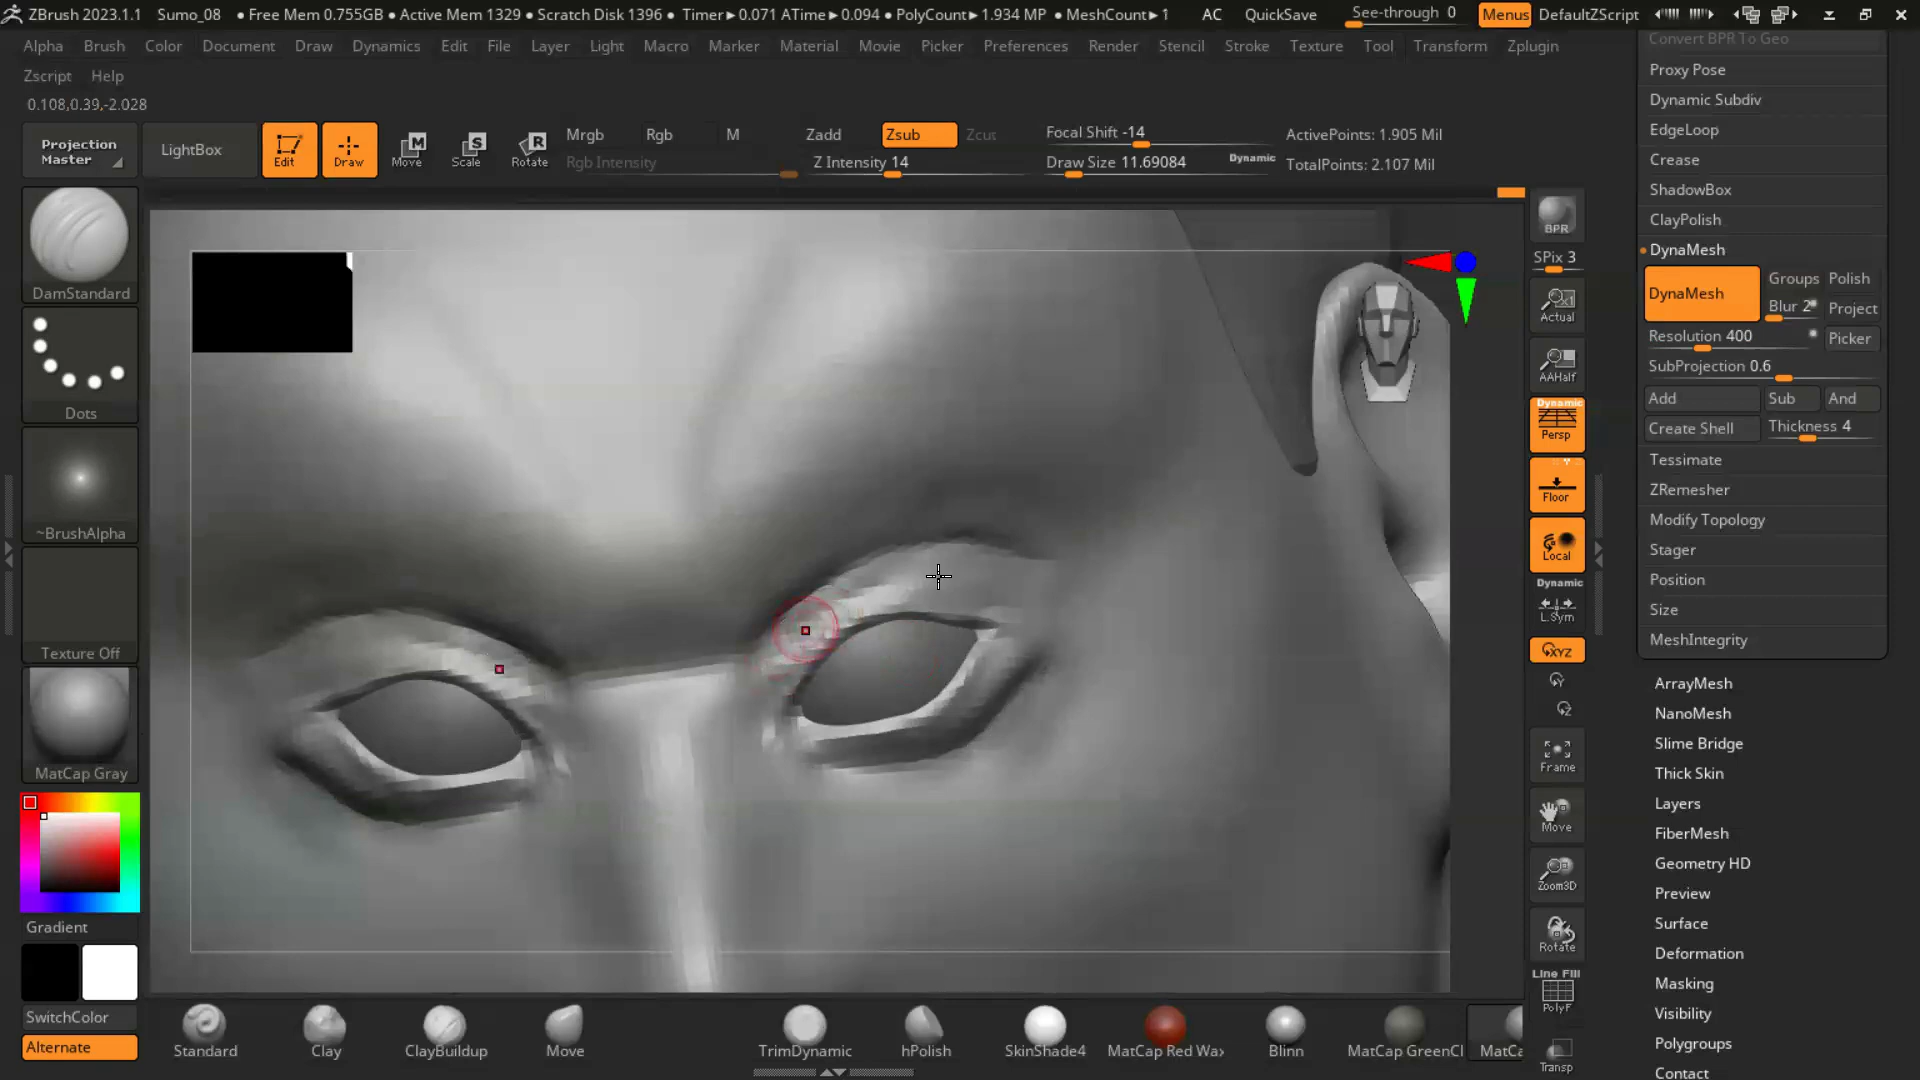 ZBrush 2023.1.1 Sumo_08 • Free Mem 0.755GB • Active Mem 1329 • Scratch Disk 1396 • Timer▸0.071 ATime▸0.094 • PolyCount▸1.934 MP • MeshCount▸1 AC QuickSave See-through 0 Menus DefaultZScript
Alpha Brush Color Document Draw Dynamics Edit File Layer Light Macro Marker Material Movie Picker Preferences Render Stencil Stroke Texture Tool Transform Zplugin
Zscript Help
0.108,0.39,-2.028
Projection Master
LightBox
Edit
Draw
Move
Scale
Rotate
Mrgb Rgb M
Rgb Intensity
Zadd Zsub Zcut
Z Intensity 14
Focal Shift -14
Draw Size 11.69084 Dynamic
ActivePoints: 1.905 Mil
TotalPoints: 2.107 Mil
DamStandard
Dots
~BrushAlpha
Texture Off
MatCap Gray
Gradient
SwitchColor
Alternate
Standard
Clay
ClayBuildup
Move
TrimDynamic
hPolish
SkinShade4
MatCap Red Wax
Blinn
MatCap GreenCl
MatCa
BPR
SPix 3
Actual
AAHalf
Dynamic
Persp
Floor
Local
Dynamic
L.Sym
XYZ
Y
Z
Frame
Move
Zoom3D
Rotate
Line Fill
PolyF
Transp
Convert BPR To Geo
Proxy Pose
Dynamic Subdiv
EdgeLoop
Crease
ShadowBox
ClayPolish
DynaMesh
DynaMesh
Groups Polish
Blur 2 Project
Resolution 400 Picker
SubProjection 0.6
Add Sub And
Create Shell Thickness 4
Tessimate
ZRemesher
Modify Topology
Stager
Position
Size
MeshIntegrity
ArrayMesh
NanoMesh
Slime Bridge
Thick Skin
Layers
FiberMesh
Geometry HD
Preview
Surface
Deformation
Masking
Visibility
Polygroups
Contact